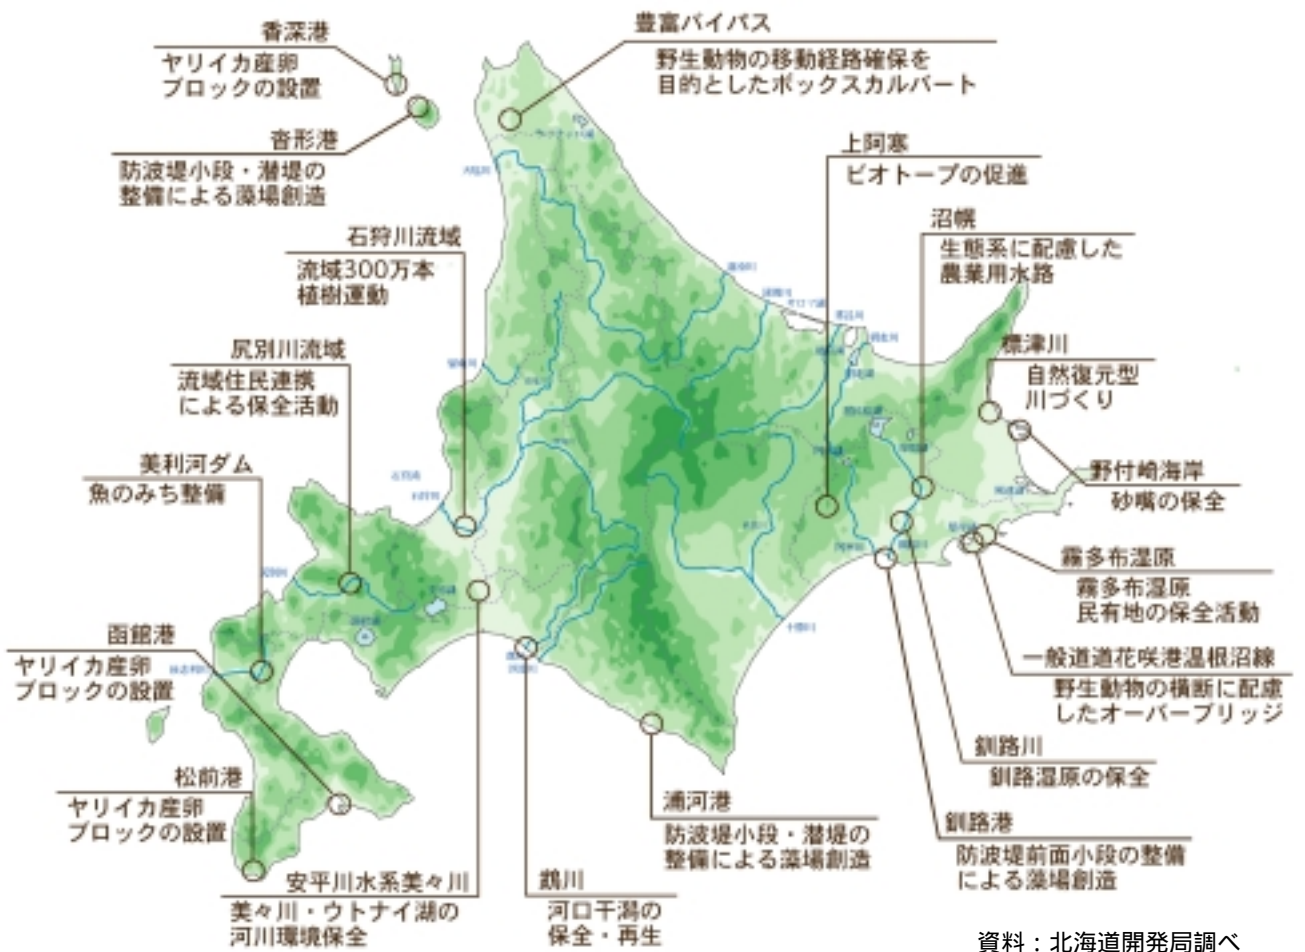 香深港
ヤリイカ産卵
ブロックの設置
沓形港
防波堤小段・潜堤の
整備による藻場創造
豊富バイパス
野生動物の移動経路確保を
目的としたボックスカルバート
上阿寒
ビオトープの促進
沼幌
生態系に配慮した
農業用水路
石狩川流域
流域300万本
植樹運動
尻別川流域
流域住民連携
による保全活動
標津川
自然復元型
川づくり
美利河ダム
魚のみち整備
野付崎海岸
砂嘴の保全
霧多布湿原
霧多布湿原
民有地の保全活動
函館港
ヤリイカ産卵
ブロックの設置
一般道道花咲港温根沼線
野生動物の横断に配慮
したオーバーブリッジ
釧路川
釧路湿原の保全
松前港
ヤリイカ産卵
ブロックの設置
浦河港
防波堤小段・潜堤の
整備による藻場創造
釧路港
防波堤前面小段の整備
による藻場創造
安平川水系美々川
美々川・ウトナイ湖の
河川環境保全
鵡川
河口干潟の
保全・再生
十勝川
資料：北海道開発局調べ